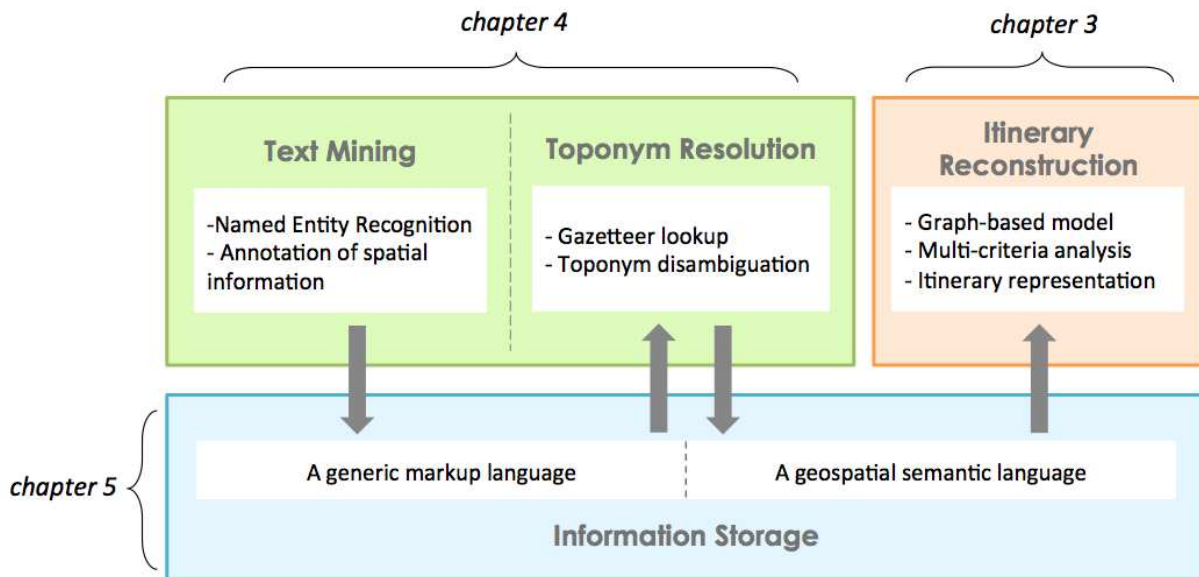 chapter 4
chapter 3
Text Mining
-Named Entity Recognition
- Annotation of spatial
information
Toponym Resolution
- Gazetteer lookup
- Toponym disambiguation
Itinerary
Reconstruction
- Graph-based model
- Multi-criteria analysis
- Itinerary representation
chapter 5
A generic markup language
A geospatial semantic language
Information Storage